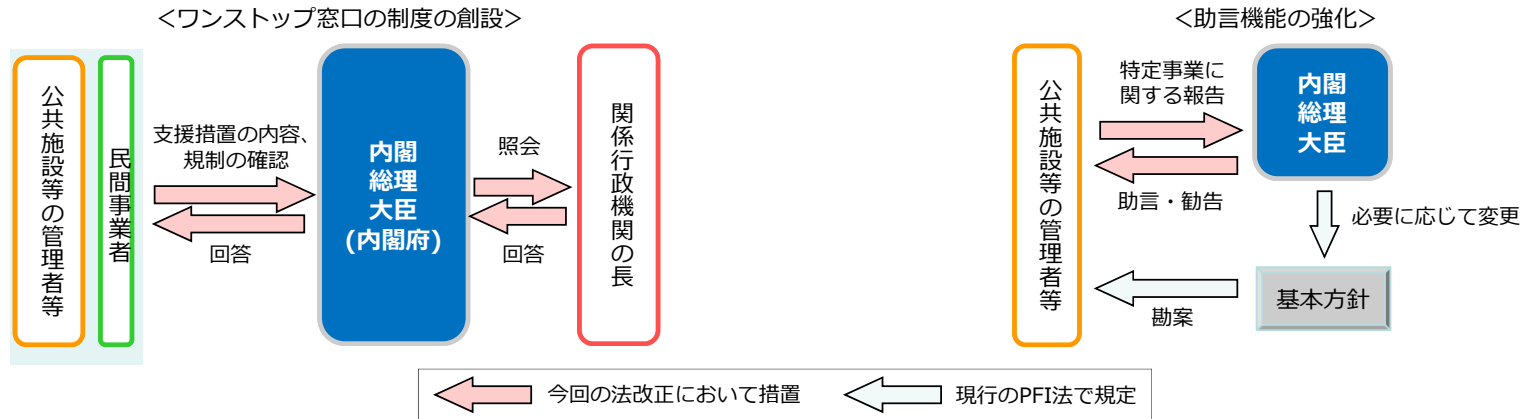 <ワンストップ窓口の制度の創設>
公共施設等の管理者等
民間事業者
支援措置の内容、
規制の確認
回答
内閣
総理
大臣
(内閣府)
照会
回答
関係行政機関の長
<助言機能の強化>
公共施設等の管理者等
特定事業に
関する報告
助言・勧告
内閣
総理
大臣
必要に応じて変更
基本方針
勘案
今回の法改正において措置
現行のPFI法で規定